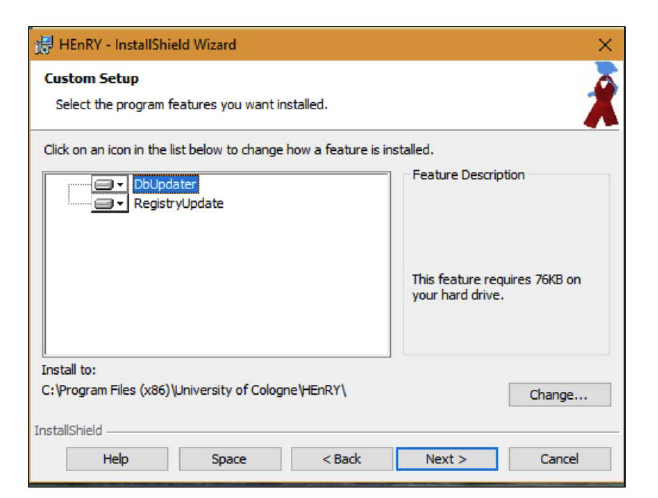 HEnRY - InstallShield Wizard
Custom Setup
Select the program features you want installed.
Click on an icon in the list below to change how a feature is installed.
DbUpdater
RegistryUpdate
Feature Description
This feature requires 76KB on
your hard drive.
Install to:
C:\Program Files (x86)\University of Cologne\HEnRY\
Change...
InstallShield
Help
Space
< Back
Next >
Cancel